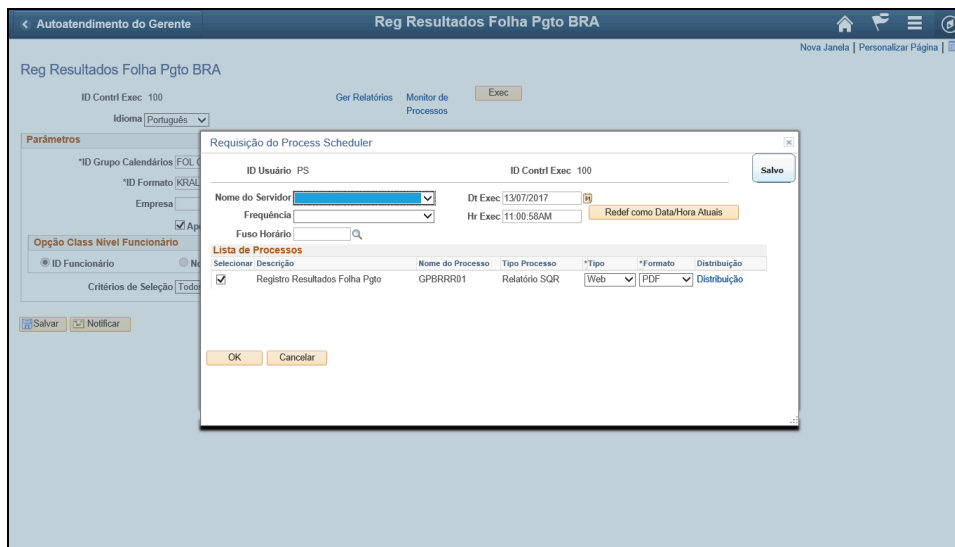 Autoatendimento do Gerente
Reg Resultados Folha Pgto BRA
Nova Janela | Personalizar Página |
Reg Resultados Folha Pgto BRA
ID Contrl Exec 100
Ger Relatórios Monitor de Processos Exec
Idioma Português
Parâmetros
*ID Grupo Calendários FOL
*ID Formato KRAL
Empresa
Opção Class Nível Funcionário
ID Funcionário
Critérios de Seleção
Salvar Notificar
Requisição do Process Scheduler
ID Usuário PS ID Contrl Exec 100
Salvo
Nome do Servidor Dt Exec 13/07/2017
Frequência Hr Exec 11:00:58AM Redef como Data/Hora Atuais
Fuso Horário
Lista de Processos
Selecionar Descrição Nome do Processo Tipo Processo *Tipo *Formato Distribuição
Registro Resultados Folha Pgto GPBRRR01 Relatório SQR Web PDF Distribuição
OK Cancelar